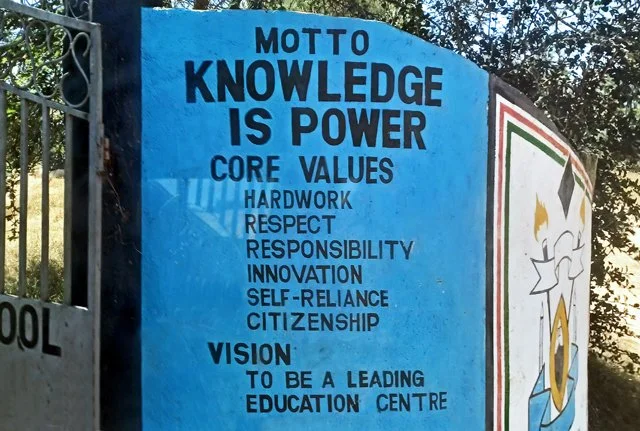 MOTTO
KNOWLEDGE
IS POWER
CORE VALUES
HARDWORK
RESPECT
RESPONSIBILITY
INNOVATION
SELF-RELIANCE
CITIZENSHIP
VISION
TO BE A LEADING
EDUCATION CENTRE
OOL